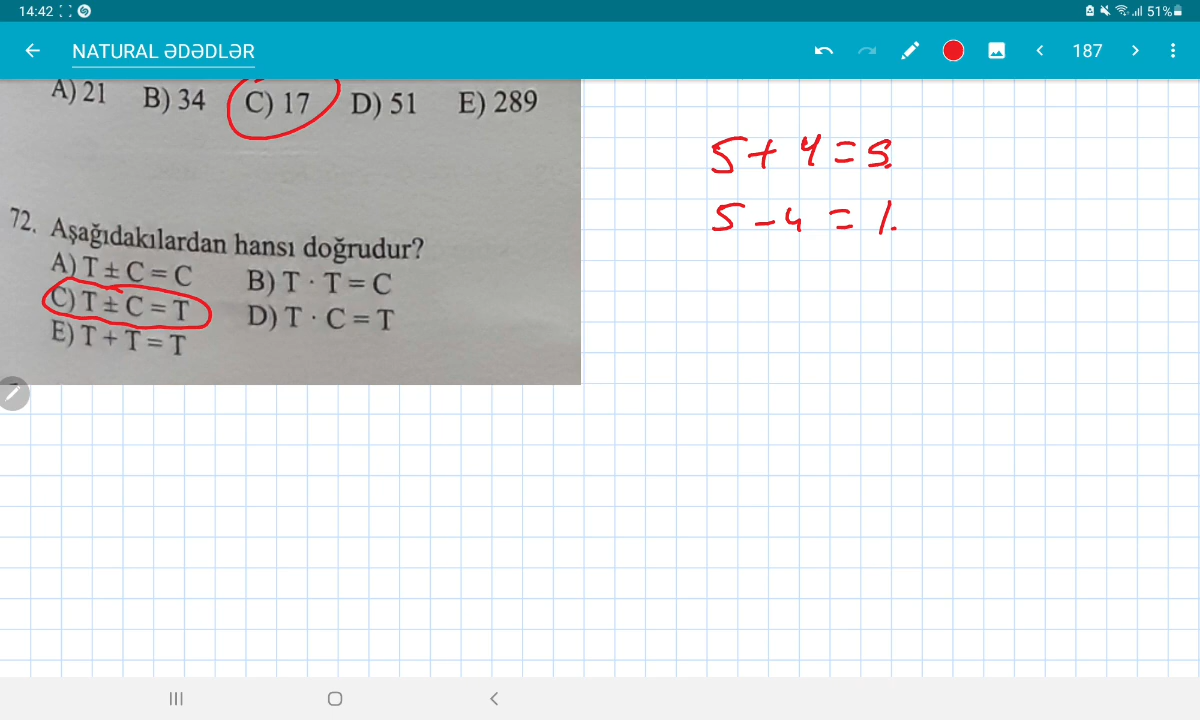 14:42 51%
NATURAL ƏDƏDLƏR 187
A) 21 B) 34 C) 17 D) 51 E) 289
72. Aşağıdakılardan hansı doğrudur?
A) T ± C = C B) T · T = C
C) T ± C = T D) T · C = T
E) T + T = T
5 + 4 = 9.
5 - 4 = 1.